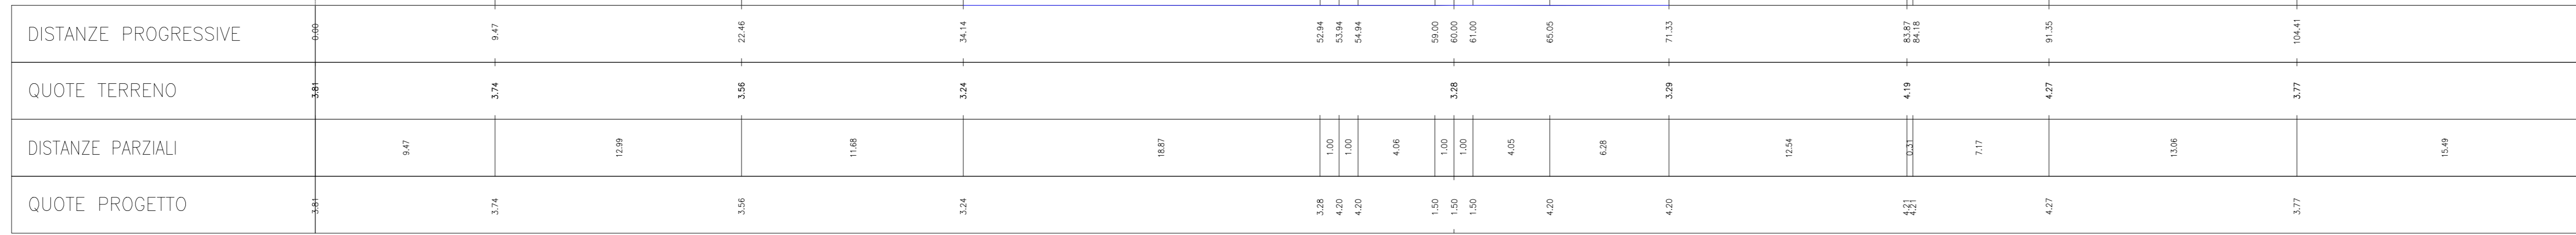 DISTANZE PROGRESSIVE 0.00 9.47 22.46 34.14 52.94 53.94 54.94 59.00 60.00 61.00 65.05 71.33 83.87 84.18 91.35 104.41
QUOTE TERRENO 3.81 3.74 3.56 3.24 3.28 3.29 4.19 4.27 3.77
DISTANZE PARZIALI 9.47 12.99 11.68 18.87 1.00 1.00 4.06 1.00 1.00 4.05 6.28 12.54 0.31 7.17 13.06 15.49
QUOTE PROGETTO 3.81 3.74 3.56 3.24 3.28 4.20 4.20 1.50 1.50 1.50 4.20 4.20 4.21 4.21 4.27 3.77